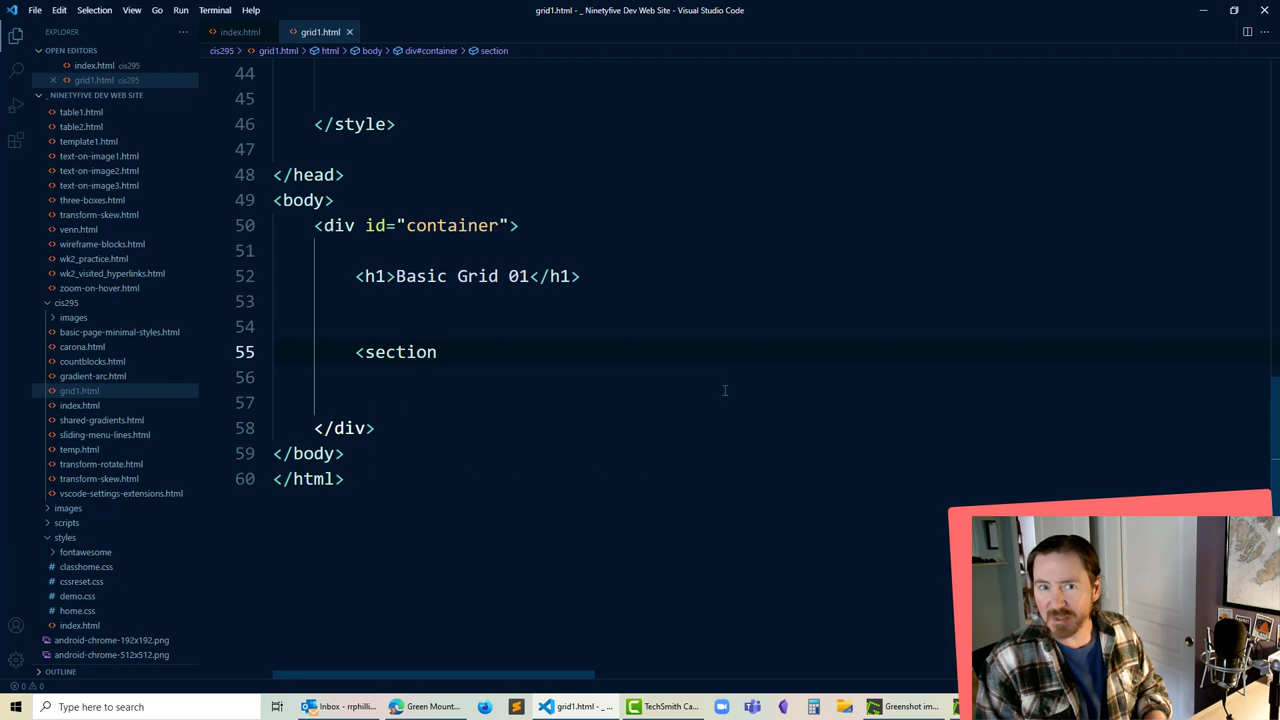 File Edit Selection View Go Run Terminal Help
grid1.html - _ Ninetyfive Dev Web Site - Visual Studio Code
EXPLORER
index.html
grid1.html
OPEN EDITORS
index.html cis295
grid1.html cis295
_ NINETYFIVE DEV WEB SITE
table1.html
table2.html
template1.html
text-on-image1.html
text-on-image2.html
text-on-image3.html
three-boxes.html
transform-skew.html
venn.html
wireframe-blocks.html
wk2_practice.html
wk2_visited_hyperlinks.html
zoom-on-hover.html
cis295
images
basic-page-minimal-styles.html
carona.html
countblocks.html
gradient-arc.html
grid1.html
index.html
shared-gradients.html
sliding-menu-lines.html
temp.html
transform-rotate.html
transform-skew.html
vscode-settings-extensions.html
images
scripts
styles
fontawesome
classhome.css
cssreset.css
demo.css
home.css
index.html
android-chrome-192x192.png
android-chrome-512x512.png
OUTLINE
0 0
cis295 > grid1.html > html > body > div#container > section
44
45
46 </style>
47
48 </head>
49 <body>
50 <div id="container">
51
52 <h1>Basic Grid 01</h1>
53
54
55 <section
56
57
58 </div>
59 </body>
60 </html>
Type here to search
Inbox - rrphilli...
Green Mount...
grid1.html - _ ...
TechSmith Ca...
Greenshot im...